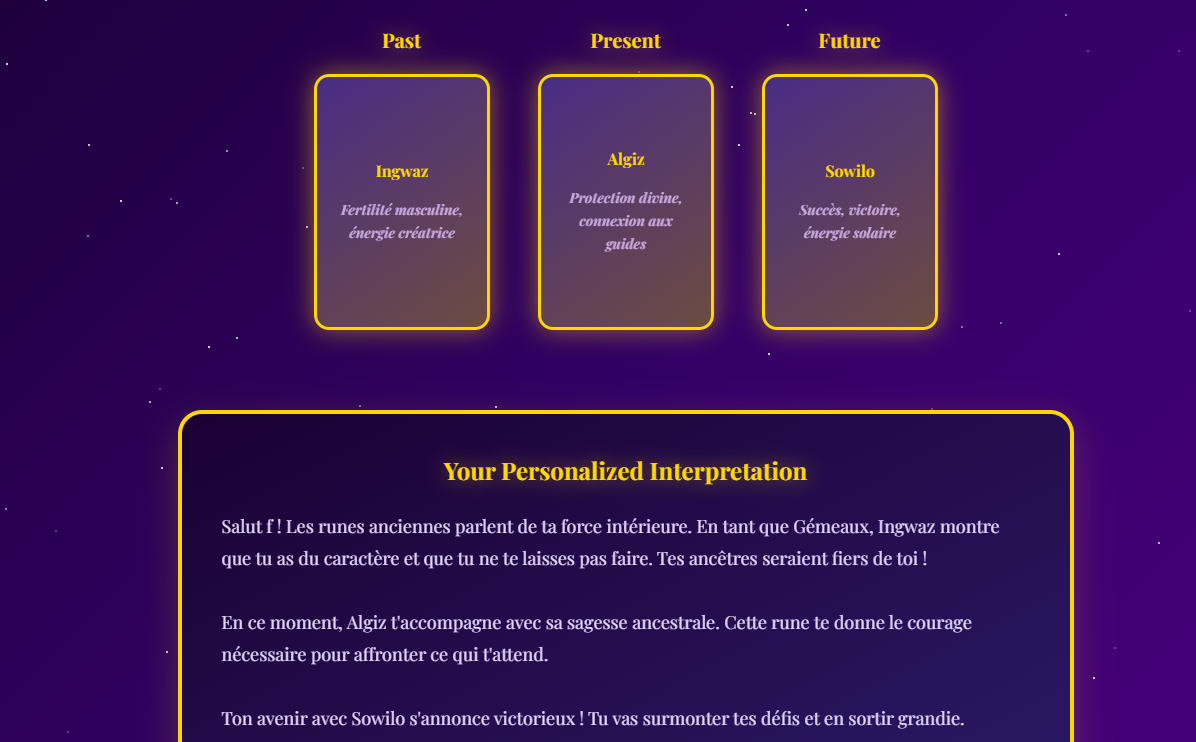 Past
Present
Future
Ingwaz
Fertilité masculine,
énergie créatrice
Algiz
Protection divine,
connexion aux
guides
Sowilo
Succès, victoire,
énergie solaire
Your Personalized Interpretation
Salut f ! Les runes anciennes parlent de ta force intérieure. En tant que Gémeaux, Ingwaz montre
que tu as du caractère et que tu ne te laisses pas faire. Tes ancêtres seraient fiers de toi !
En ce moment, Algiz t'accompagne avec sa sagesse ancestrale. Cette rune te donne le courage
nécessaire pour affronter ce qui t'attend.
Ton avenir avec Sowilo s'annonce victorieux ! Tu vas surmonter tes défis et en sortir grandie.